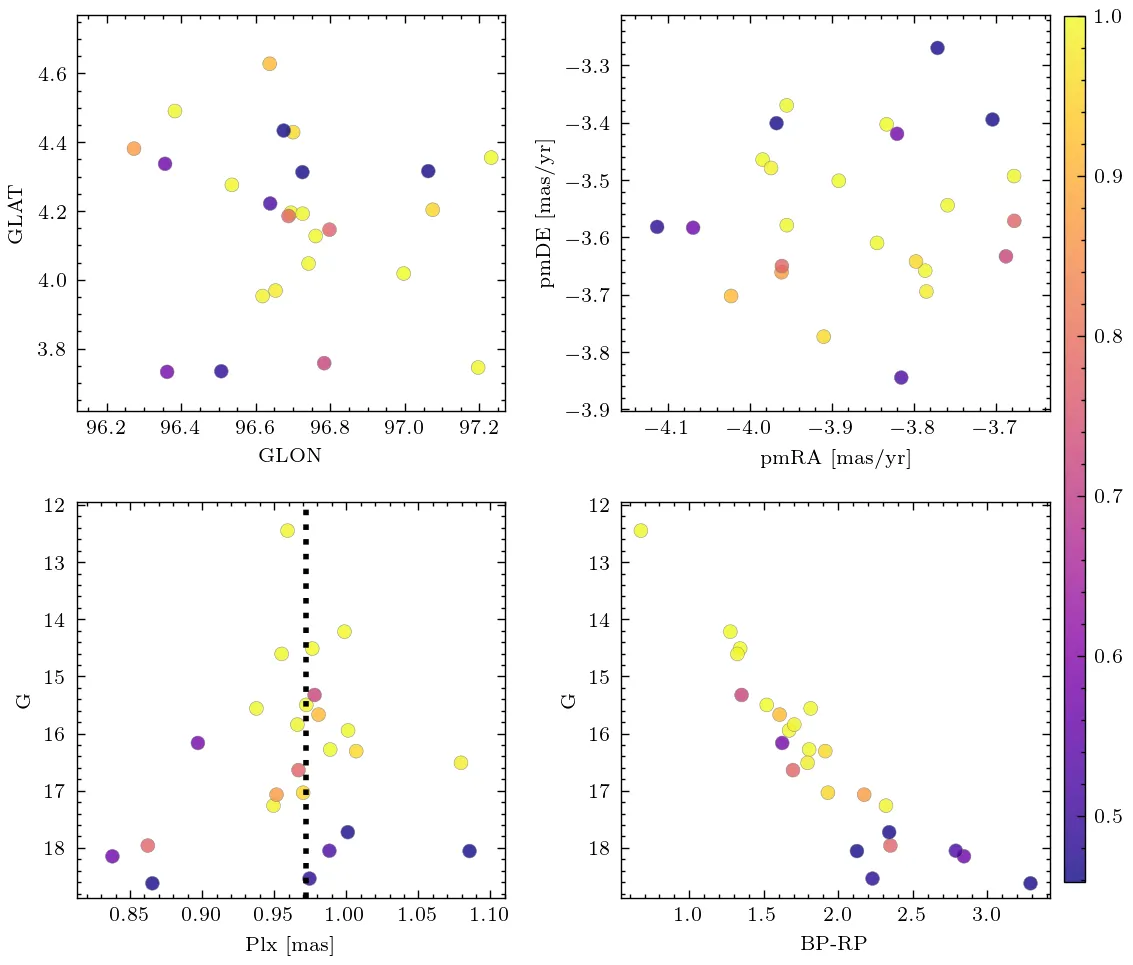 4.6
4.4
4.2
4.0
3.8
GLAT
96.2 96.4 96.6 96.8 97.0 97.2
GLON
−3.3
−3.4
−3.5
−3.6
−3.7
−3.8
−3.9
pmDE [mas/yr]
−4.1 −4.0 −3.9 −3.8 −3.7
pmRA [mas/yr]
12
13
14
15
16
17
18
G
0.85 0.90 0.95 1.00 1.05 1.10
Plx [mas]
12
13
14
15
16
17
18
G
1.0 1.5 2.0 2.5 3.0
BP-RP
1.0
0.9
0.8
0.7
0.6
0.5